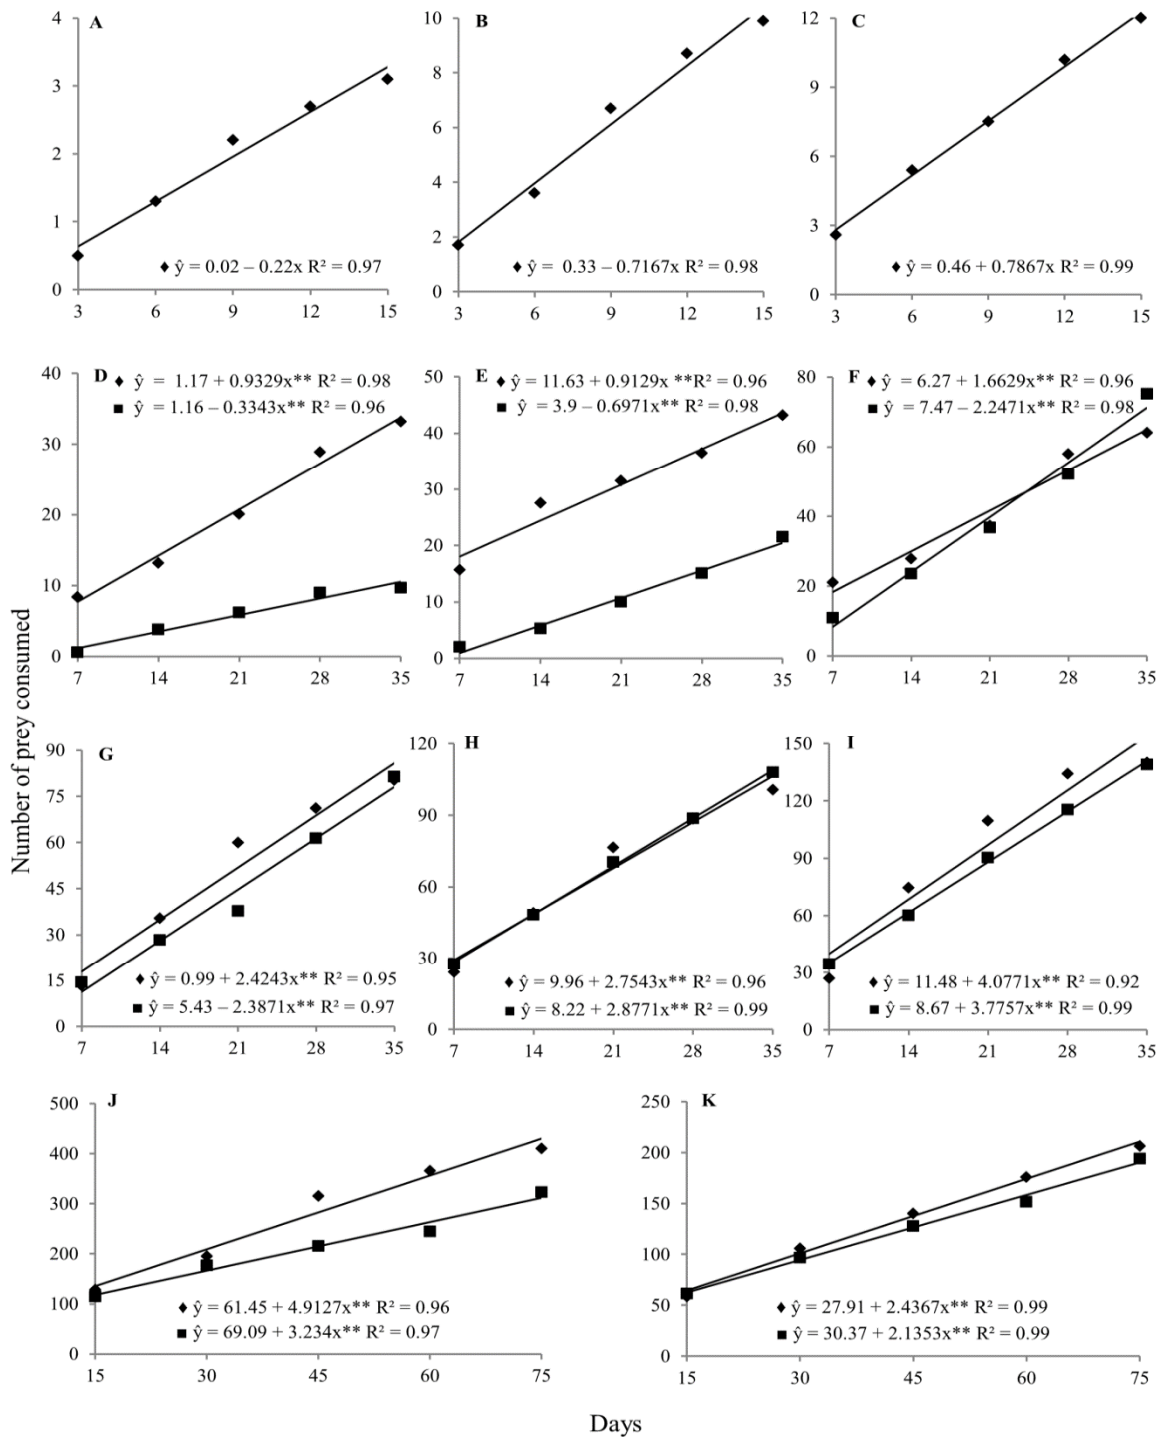 A
4
3
2
1
0
3 6 9 12 15
♦ ŷ = 0.02 – 0.22x R² = 0.97
B
10
8
6
4
2
0
3 6 9 12 15
♦ ŷ = 0.33 – 0.7167x R² = 0.98
C
12
9
6
3
0
3 6 9 12 15
♦ ŷ = 0.46 + 0.7867x R² = 0.99
D
♦ ŷ = 1.17 + 0.9329x** R² = 0.98
■ ŷ = 1.16 – 0.3343x** R² = 0.96
40
30
20
10
0
7 14 21 28 35
E
♦ ŷ = 11.63 + 0.9129x **R² = 0.96
■ ŷ = 3.9 – 0.6971x** R² = 0.98
50
40
30
20
10
0
7 14 21 28 35
F
♦ ŷ = 6.27 + 1.6629x** R² = 0.96
■ ŷ = 7.47 – 2.2471x** R² = 0.98
80
60
40
20
0
7 14 21 28 35
Number of prey consumed
G
90
75
60
45
30
15
0
7 14 21 28 35
♦ ŷ = 0.99 + 2.4243x** R² = 0.95
■ ŷ = 5.43 – 2.3871x** R² = 0.97
H
120
90
60
30
0
7 14 21 28 35
♦ ŷ = 9.96 + 2.7543x** R² = 0.96
■ ŷ = 8.22 + 2.8771x** R² = 0.99
I
150
120
90
60
30
0
7 14 21 28 35
♦ ŷ = 11.48 + 4.0771x** R² = 0.92
■ ŷ = 8.67 + 3.7757x** R² = 0.99
J
500
400
300
200
100
0
15 30 45 60 75
♦ ŷ = 61.45 + 4.9127x** R² = 0.96
■ ŷ = 69.09 + 3.234x** R² = 0.97
K
250
200
150
100
50
0
15 30 45 60 75
♦ ŷ = 27.91 + 2.4367x** R² = 0.99
■ ŷ = 30.37 + 2.1353x** R² = 0.99
Days